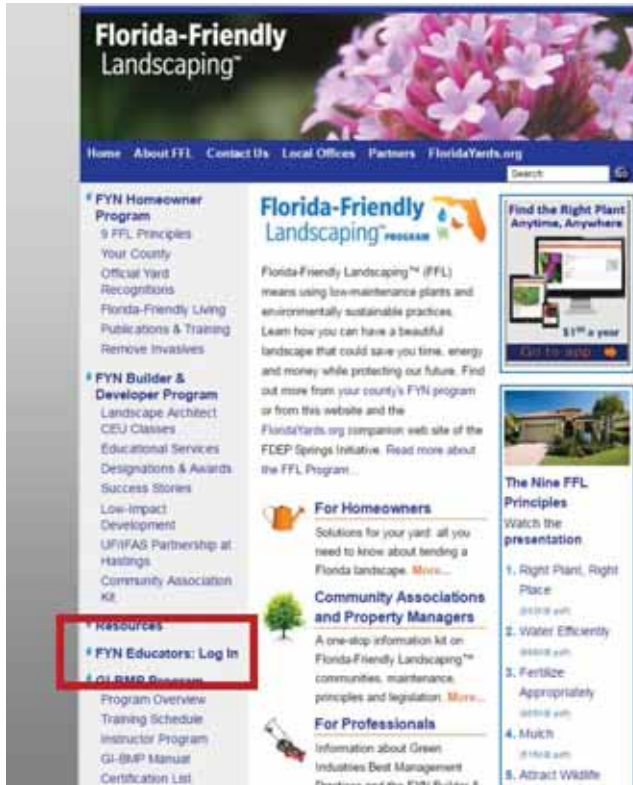 Florida-Friendly
Landscaping™
Home About FFL Contact Us Local Offices Partners FloridaYards.org
Search
Go
FYN Homeowner
Program
9 FFL Principles
Your County
Official Yard
Recognitions
Florida-Friendly Living
Publications & Training
Remove Invasives
FYN Builder &
Developer Program
Landscape Architect
CEU Classes
Educational Services
Designations & Awards
Success Stories
Low-Impact
Development
UF/IFAS Partnership at
Hastings
Community Association
Kit
Resources
FYN Educators: Log In
GI-BMP Program
Program Overview
Training Schedule
Instructor Program
GI-BMP Manual
Certification List
Florida-Friendly
Landscaping™ PROGRAM
Florida-Friendly Landscaping™ (FFL)
means using low-maintenance plants and
environmentally sustainable practices.
Learn how you can have a beautiful
landscape that could save you time, energy
and money while protecting our future. Find
out more from your county's FYN program
or from this website and the
FloridaYards.org companion web site of the
FDEP Springs Initiative. Read more about
the FFL Program...
For Homeowners
Solutions for your yard: all you
need to know about tending a
Florida landscape. More...
Community Associations
and Property Managers
A one-stop information kit on
Florida-Friendly Landscaping™
communities, maintenance,
principles and legislation. More...
For Professionals
Information about Green
Industries Best Management
Practices and the FYN Builder &
Find the Right Plant
Anytime, Anywhere
a year
Go to app
The Nine FFL
Principles
Watch the
presentation
1. Right Plant, Right
Place
2. Water Efficiently
3. Fertilize
Appropriately
4. Mulch
5. Attract Wildlife